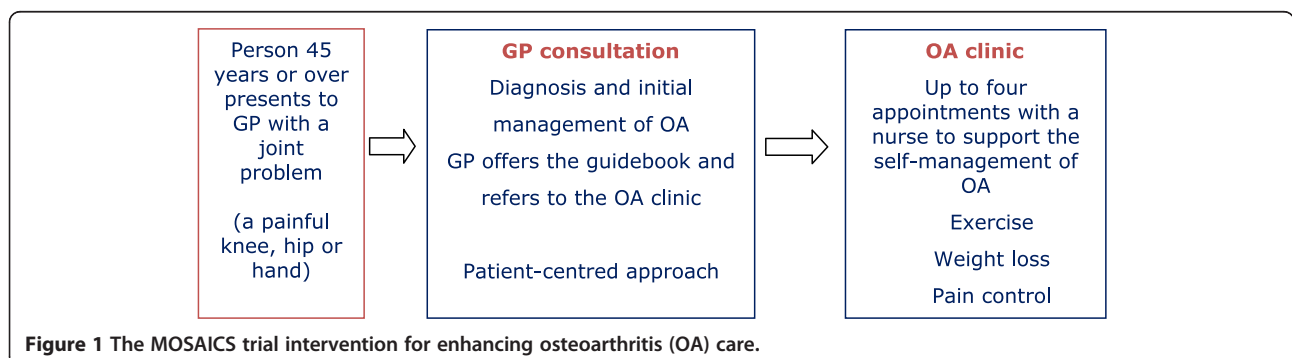 Person 45
years or over
presents to
GP with a
joint
problem
(a painful
knee, hip or
hand)
GP consultation
Diagnosis and initial
management of OA
GP offers the guidebook and
refers to the OA clinic
Patient-centred approach
OA clinic
Up to four
appointments with a
nurse to support the
self-management of
OA
Exercise
Weight loss
Pain control
Figure 1 The MOSAICS trial intervention for enhancing osteoarthritis (OA) care.